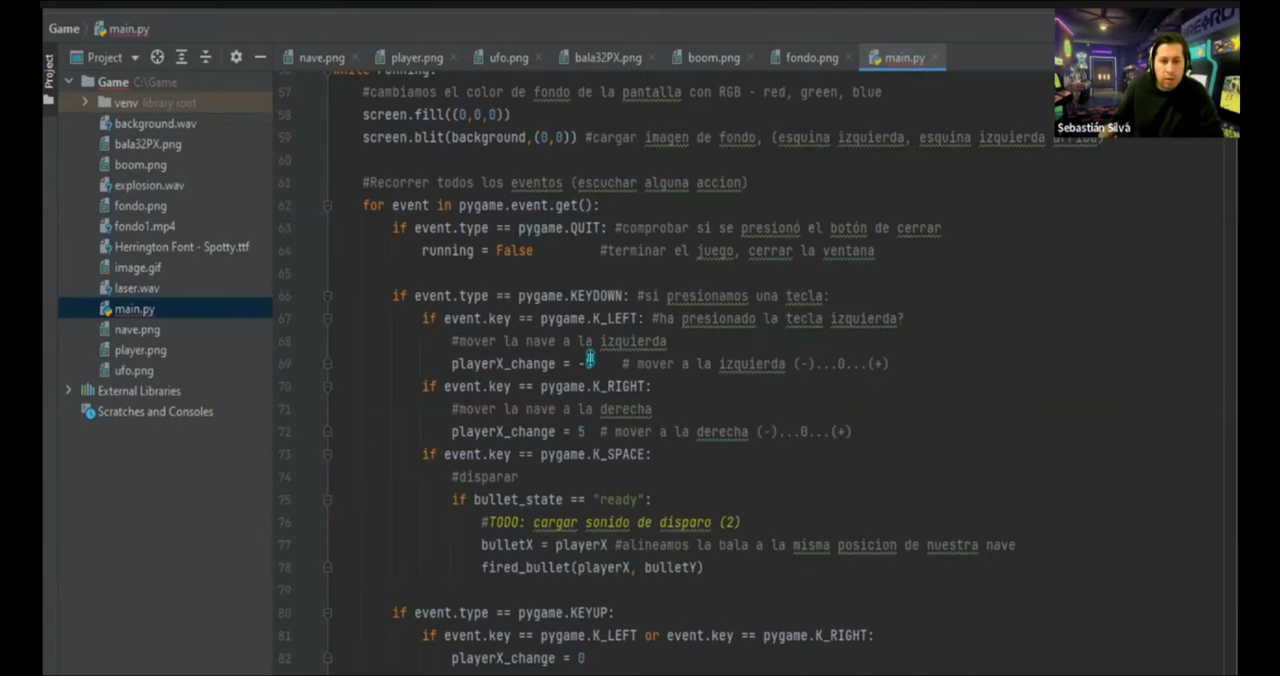 Game
main.py
Project
nave.png
player.png
ufo.png
bala32PX.png
boom.png
fondo.png
main.py
Project
Game C:\Game
venv library root
background.wav
bala32PX.png
boom.png
explosion.wav
fondo.png
fondo1.mp4
Herrington Font - Spotty.ttf
image.gif
laser.wav
main.py
nave.png
player.png
ufo.png
External Libraries
Scratches and Consoles
while running:
57 #cambiamos el color de fondo de la pantalla con RGB - red, green, blue
58 screen.fill((0,0,0))
59 screen.blit(background,(0,0)) #cargar imagen de fondo, (esquina izquierda, esquina izquierda
60
61 #Recorrer todos los eventos (escuchar alguna accion)
62 for event in pygame.event.get():
63 if event.type == pygame.QUIT: #comprobar si se presionó el botón de cerrar
64 running = False #terminar el juego, cerrar la ventana
65
66 if event.type == pygame.KEYDOWN: #si presionamos una tecla:
67 if event.key == pygame.K_LEFT: #ha presionado la tecla izquierda?
68 #mover la nave a la izquierda
69 playerX_change = - # mover a la izquierda (-)...0...(+)
70 if event.key == pygame.K_RIGHT:
71 #mover la nave a la derecha
72 playerX_change = 5 # mover a la derecha (-)...0...(+)
73 if event.key == pygame.K_SPACE:
74 #disparar
75 if bullet_state == "ready":
76 #TODO: cargar sonido de disparo (2)
77 bulletX = playerX #alineamos la bala a la misma posicion de nuestra nave
78 fired_bullet(playerX, bulletY)
79
80 if event.type == pygame.KEYUP:
81 if event.key == pygame.K_LEFT or event.key == pygame.K_RIGHT:
82 playerX_change = 0
Sebastián Silva